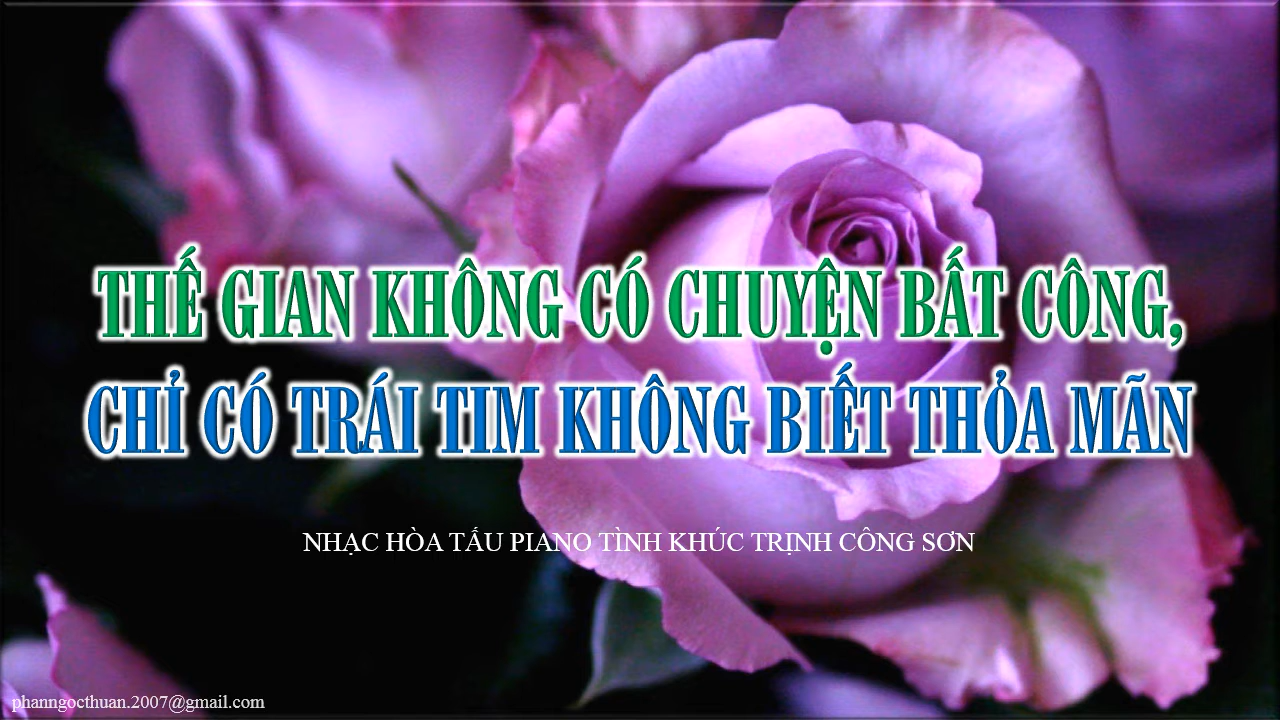 THẾ GIAN KHÔNG CÓ CHUYỆN BẤT CÔNG,
CHỈ CÓ TRÁI TIM KHÔNG BIẾT THỎA MÃN
NHẠC HÒA TẤU PIANO TÌNH KHÚC TRỊNH CÔNG SƠN
phanngocthuan.2007@gmail.com